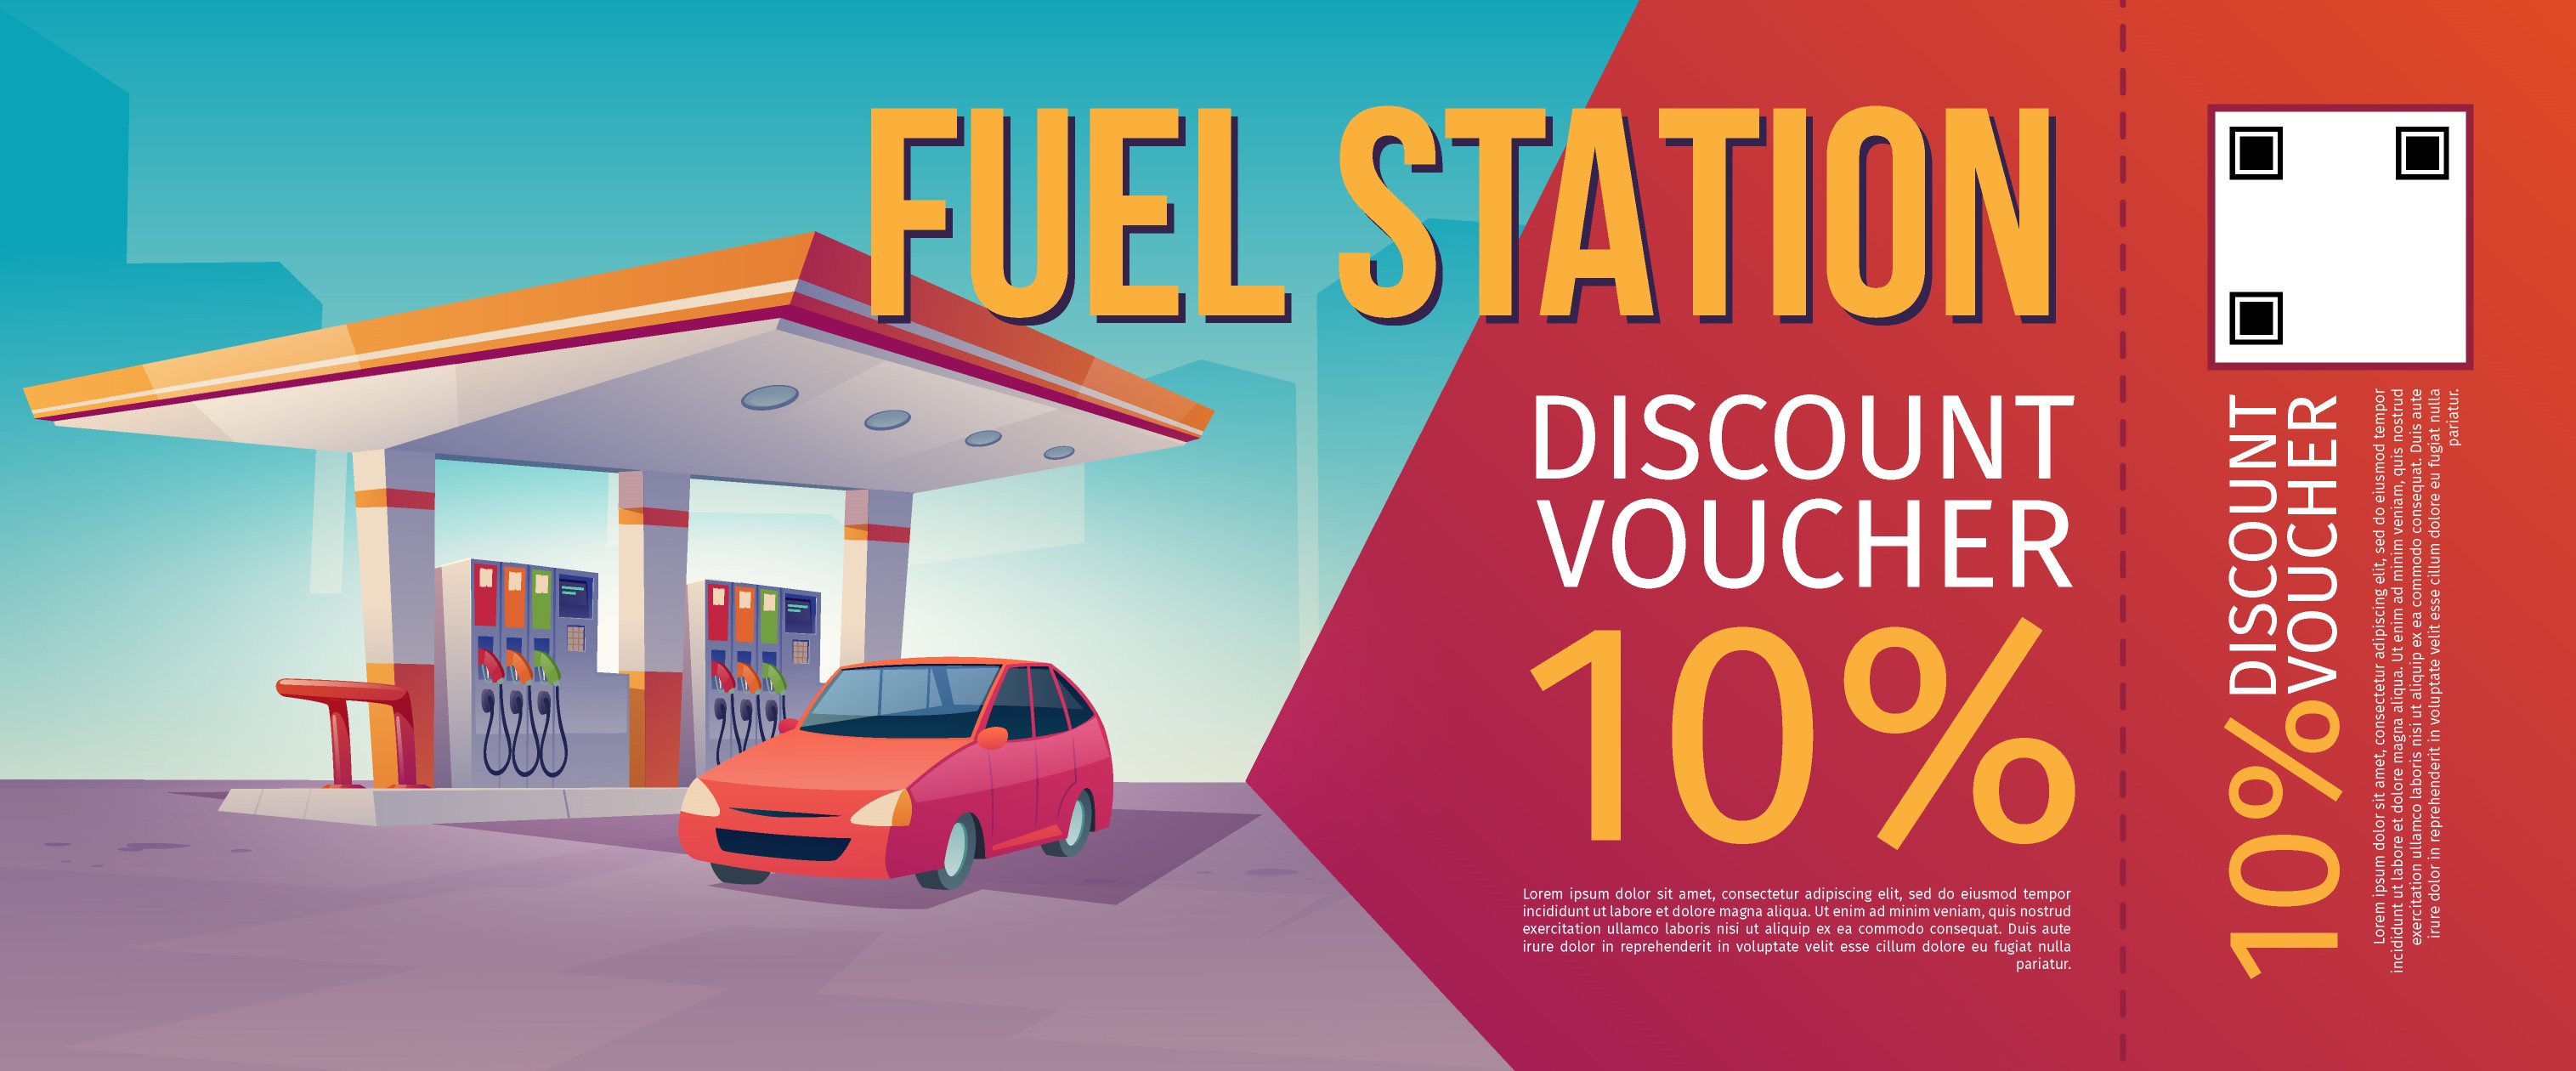 FUEL STATION
DISCOUNT
VOUCHER
10%
Lorem ipsum dolor sit amet, consectetur adipiscing elit, sed do eiusmod tempor
incididunt ut labore et dolore magna aliqua. Ut enim ad minim veniam, quis nostrud
exercitation ullamco laboris nisi ut aliquip ex ea commodo consequat. Duis aute
irure dolor in reprehenderit in voluptate velit esse cillum dolore eu fugiat nulla
pariatur.
10%
DISCOUNT
VOUCHER
Lorem ipsum dolor sit amet, consectetur adipiscing elit, sed do eiusmod tempor
incididunt ut labore et dolore magna aliqua. Ut enim ad minim veniam, quis nostrud
exercitation ullamco laboris nisi ut aliquip ex ea commodo consequat. Duis aute
irure dolor in reprehenderit in voluptate velit esse cillum dolore eu fugiat nulla
pariatur.